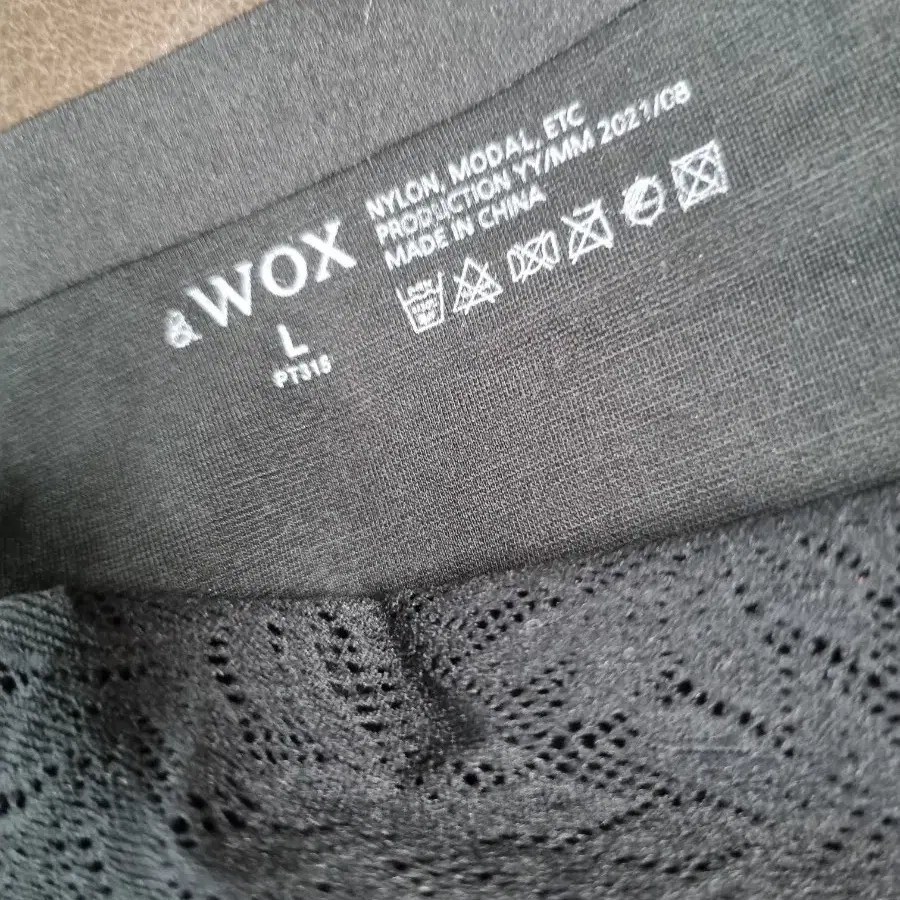 &WOX
L
PT315
NYLON, MODAL, ETC
PRODUCTION YY/MM 2021/08
MADE IN CHINA